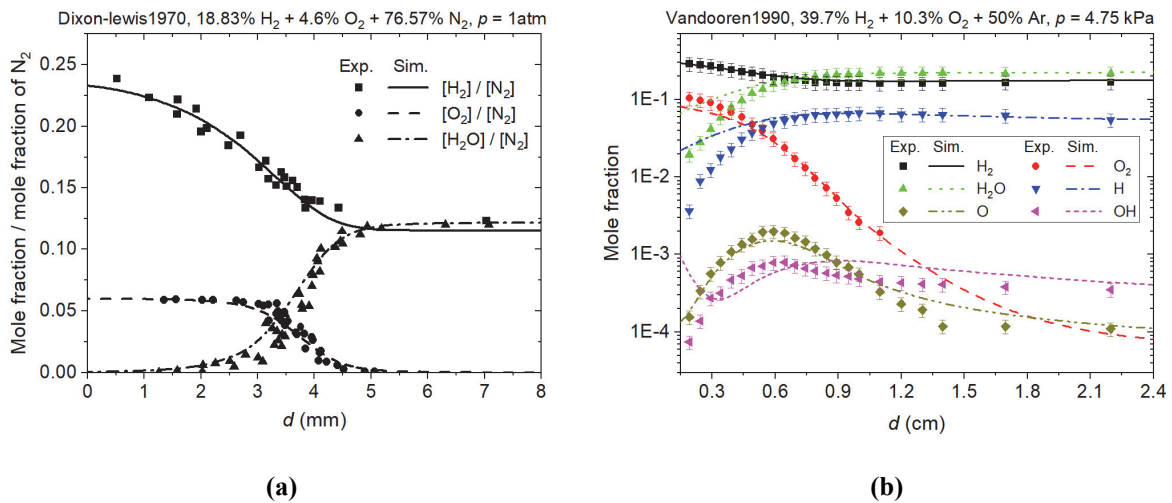 Dixon-lewis1970, 18.83% H₂ + 4.6% O₂ + 76.57% N₂, p = 1atm
Mole fraction / mole fraction of N₂
0.25
0.20
0.15
0.10
0.05
0.00
Exp. Sim.
[H₂] / [N₂]
[O₂] / [N₂]
[H₂O] / [N₂]
0 1 2 3 4 5 6 7 8
d (mm)
(a)
Vandooren1990, 39.7% H₂ + 10.3% O₂ + 50% Ar, p = 4.75 kPa
Mole fraction
1E-1
1E-2
1E-3
1E-4
Exp. Sim. Exp. Sim.
H₂ O₂
H₂O H
O OH
0.3 0.6 0.9 1.2 1.5 1.8 2.1 2.4
d (cm)
(b)